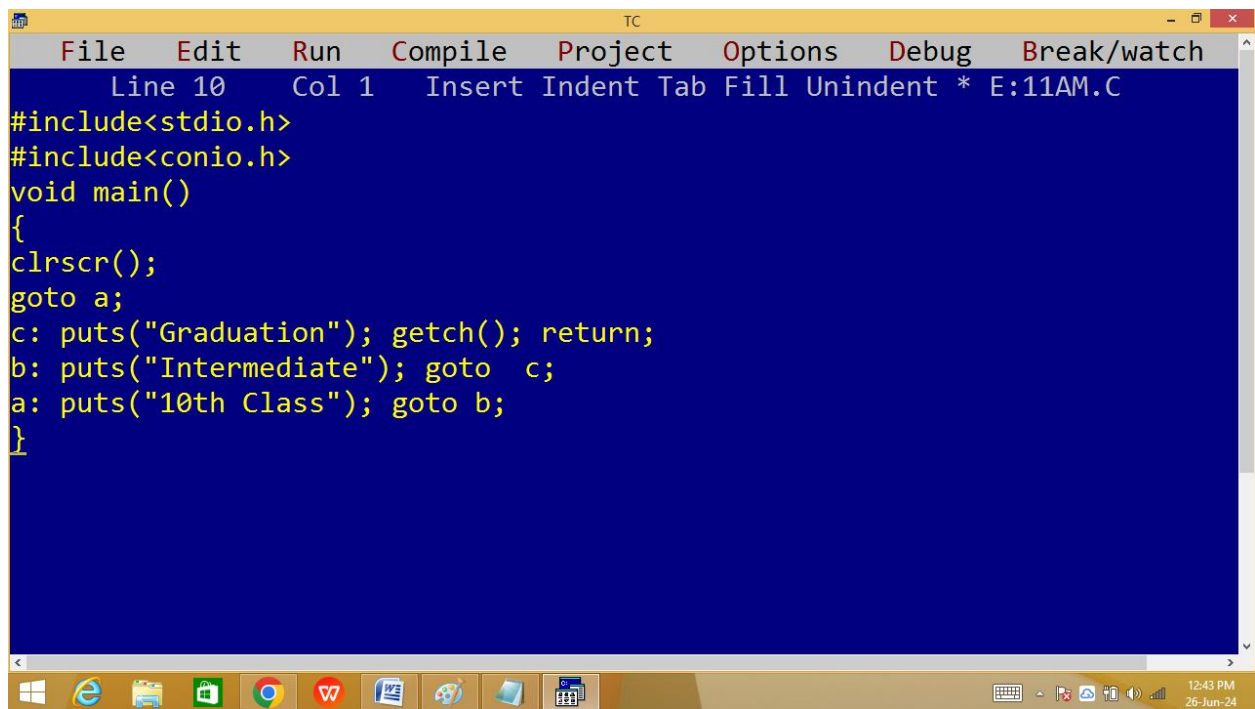 TC
File Edit Run Compile Project Options Debug Break/watch
Line 10 Col 1 Insert Indent Tab Fill Unindent * E:11AM.C
#include<stdio.h>
#include<conio.h>
void main()
{
clrscr();
goto a;
c: puts("Graduation"); getch(); return;
b: puts("Intermediate"); goto  c;
a: puts("10th Class"); goto b;
}
12:43 PM
26-Jun-24